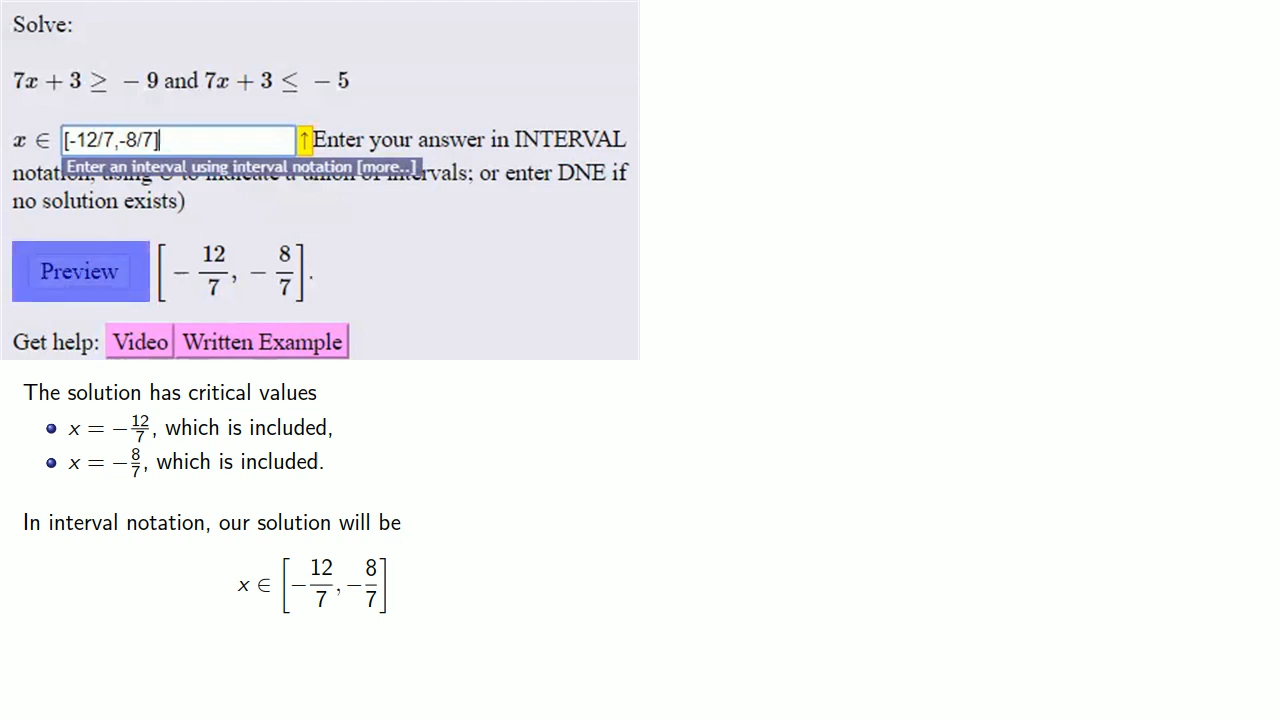 Solve:
7x + 3 ≥ − 9 and 7x + 3 ≤ − 5
x ∈ [-12/7,-8/7] ↑ Enter your answer in INTERVAL
Enter an interval using interval notation [more..]
notation, using U to indicate a union of intervals; or enter DNE if
no solution exists)
Preview [− 12/7, − 8/7].
Get help: Video Written Example
The solution has critical values
• x = −12/7, which is included,
• x = −8/7, which is included.
In interval notation, our solution will be
x ∈ [−12/7, −8/7]